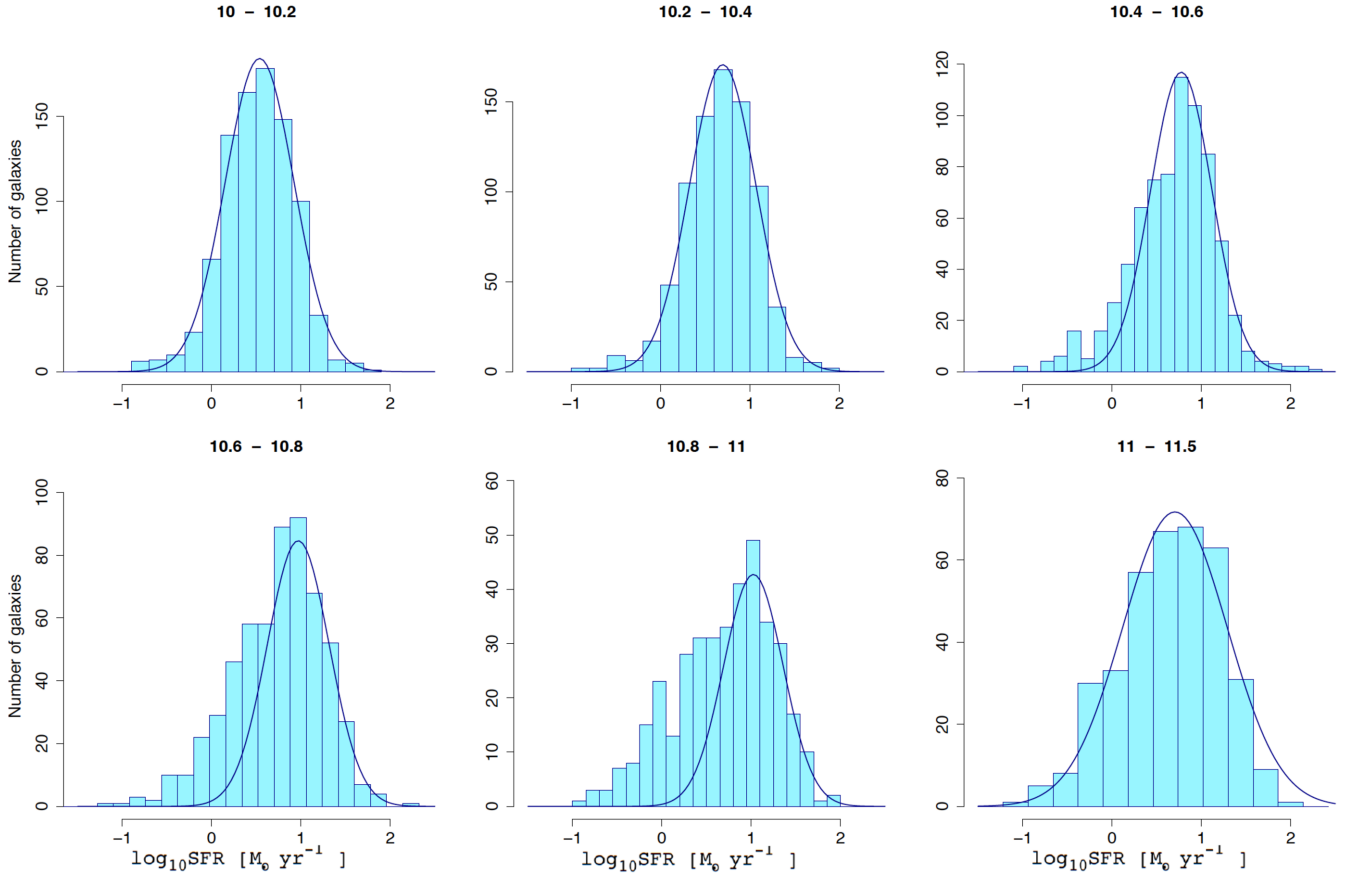 10 – 10.2
10.2 – 10.4
10.4 – 10.6
Number of galaxies
0 50 100 150
−1 0 1 2
0 50 100 150
−1 0 1 2
0 20 40 60 80 100 120
−1 0 1 2
10.6 – 10.8
10.8 – 11
11 – 11.5
Number of galaxies
0 20 40 60 80 100
−1 0 1 2
0 10 20 30 40 50 60
−1 0 1 2
0 20 40 60 80
−1 0 1 2
log₁₀SFR [M⊙ yr⁻¹ ]
log₁₀SFR [M⊙ yr⁻¹ ]
log₁₀SFR [M⊙ yr⁻¹ ]